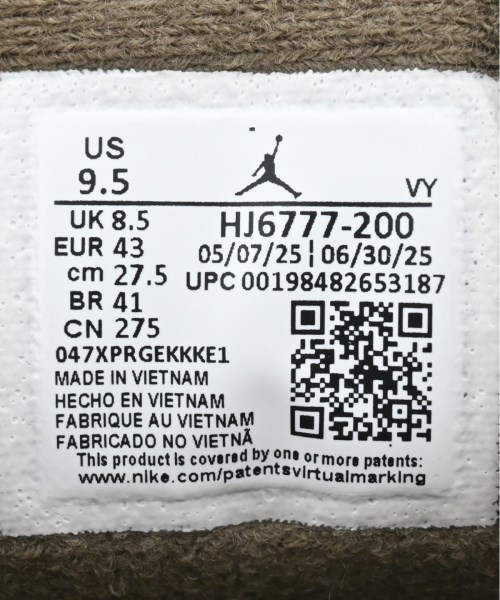 US
9.5
VY
UK 8.5
HJ6777-200
EUR 43
05/07/25 ¦ 06/30/25
cm 27.5
UPC 00198482653187
BR 41
CN 275
047XPRGEKKKE1
MADE IN VIETNAM
HECHO EN VIETNAM
FABRIQUE AU VIETNAM
FABRICADO NO VIETNÃ
This product is covered by one or more patents:
www.nike.com/patentsvirtualmarking